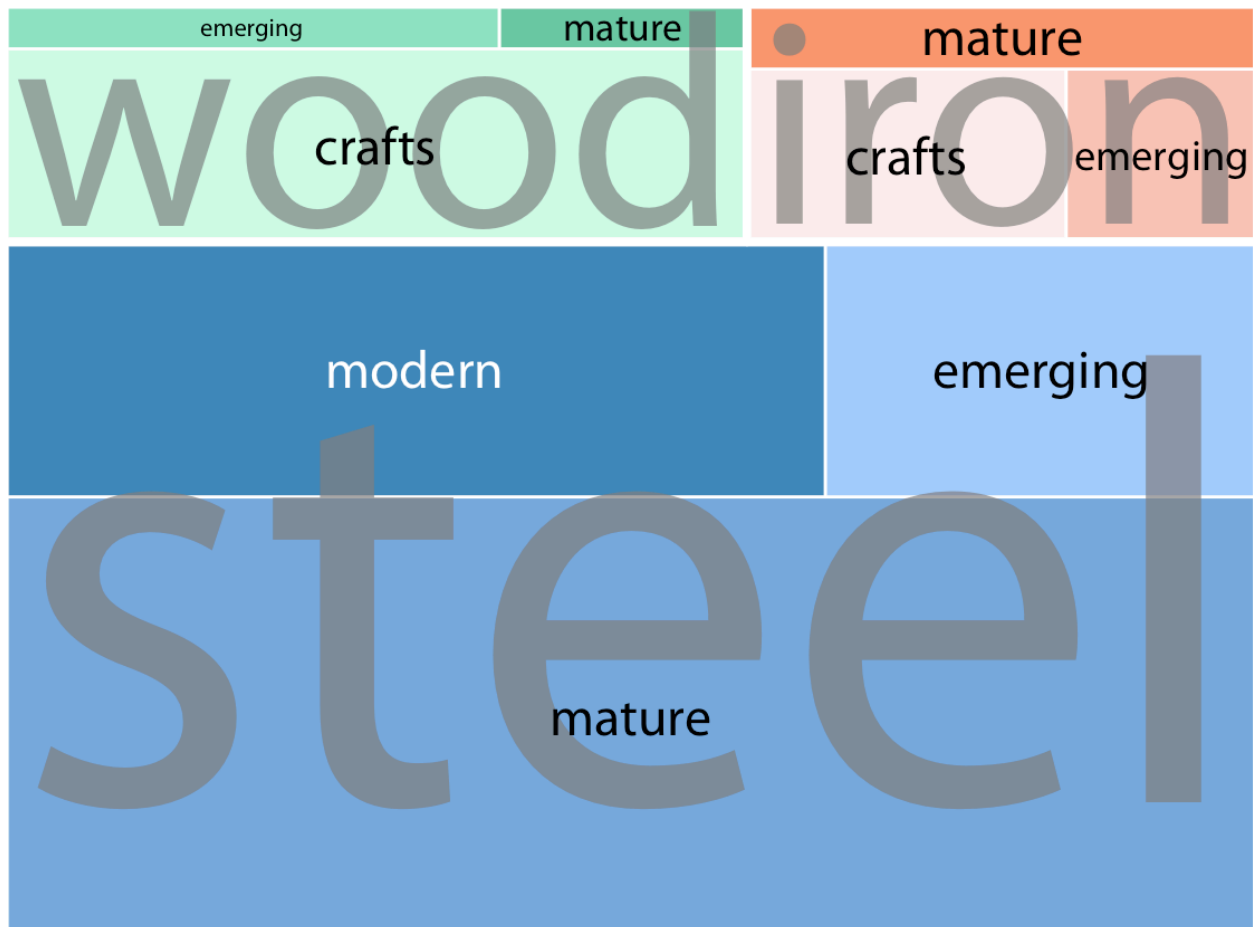 emerging
mature
wood
crafts
mature
iron
crafts
emerging
modern
emerging
steel
mature